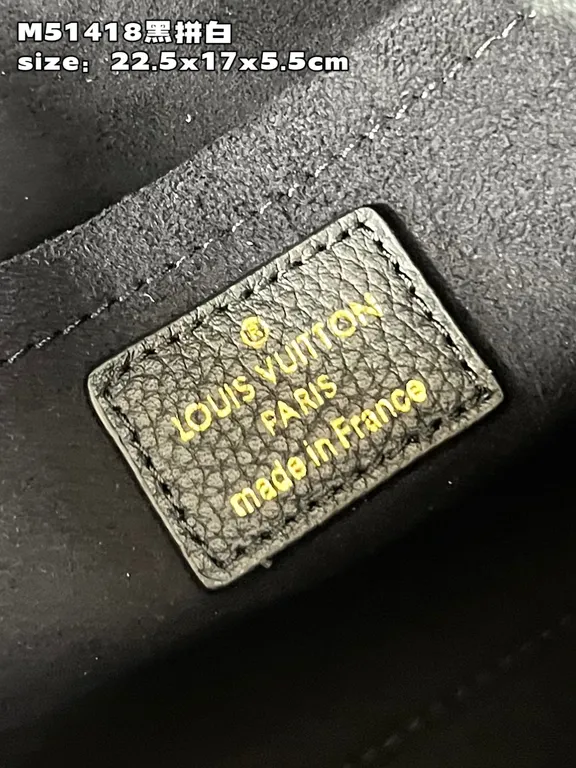 M51418黑拼白
size: 22.5x17x5.5cm
®
LOUIS VUITTON
PARIS
made in France